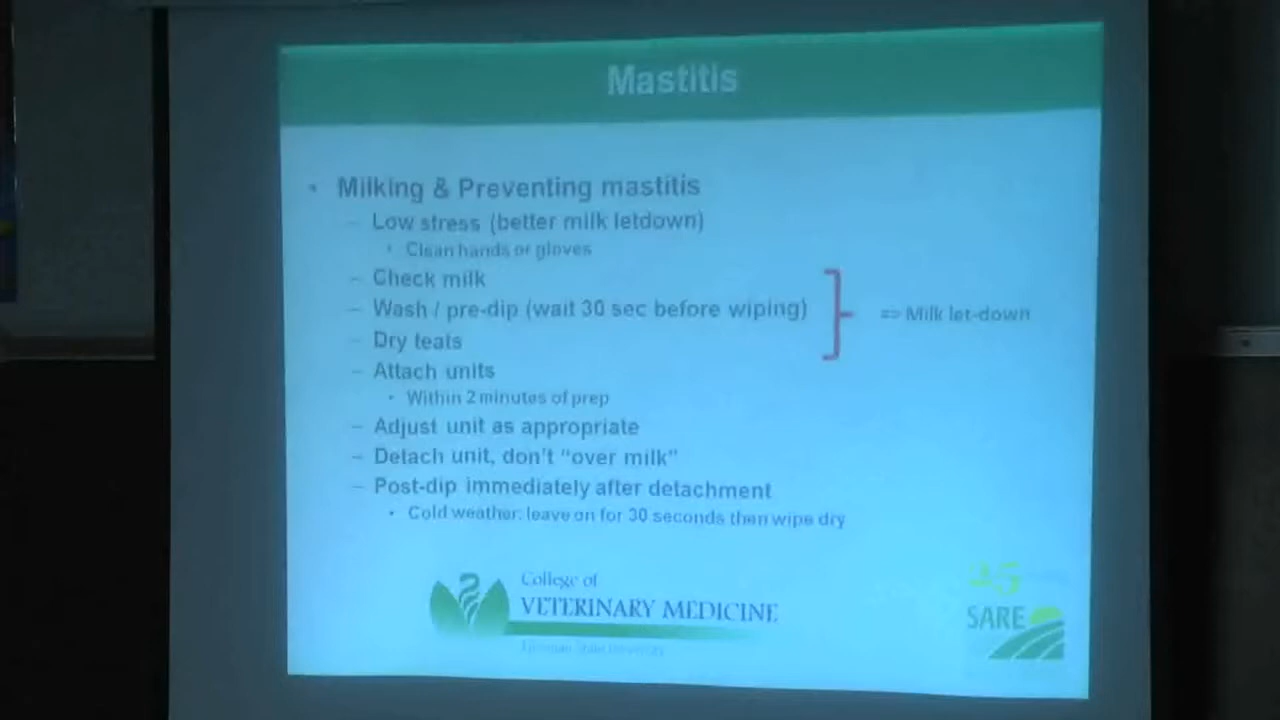 Mastitis
• Milking & Preventing mastitis
– Low stress (better milk letdown)
• Clean hands or gloves
– Check milk
– Wash / pre-dip (wait 30 sec before wiping)
=> Milk let-down
– Dry teats
– Attach units
• Within 2 minutes of prep
– Adjust unit as appropriate
– Detach unit, don't "over milk"
– Post-dip immediately after detachment
• Cold weather: leave on for 30 seconds then wipe dry
College of
VETERINARY MEDICINE
State University
25
SARE